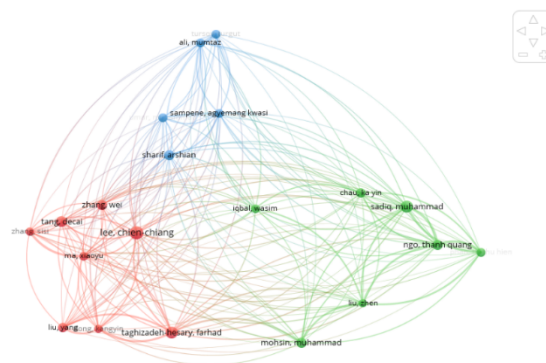 ali, mumtaz
sampene, agyemang kwasi
sharif, arshian
zhang, wei
tang, decai
lee, chien-chiang
ma, xiaoyu
liu, yang
taghizadeh-hesary, farhad
iqbal, wasim
chau, ka yin
sadiq, muhammad
ngo, thanh quang
liu, zhen
mohsin, muhammad